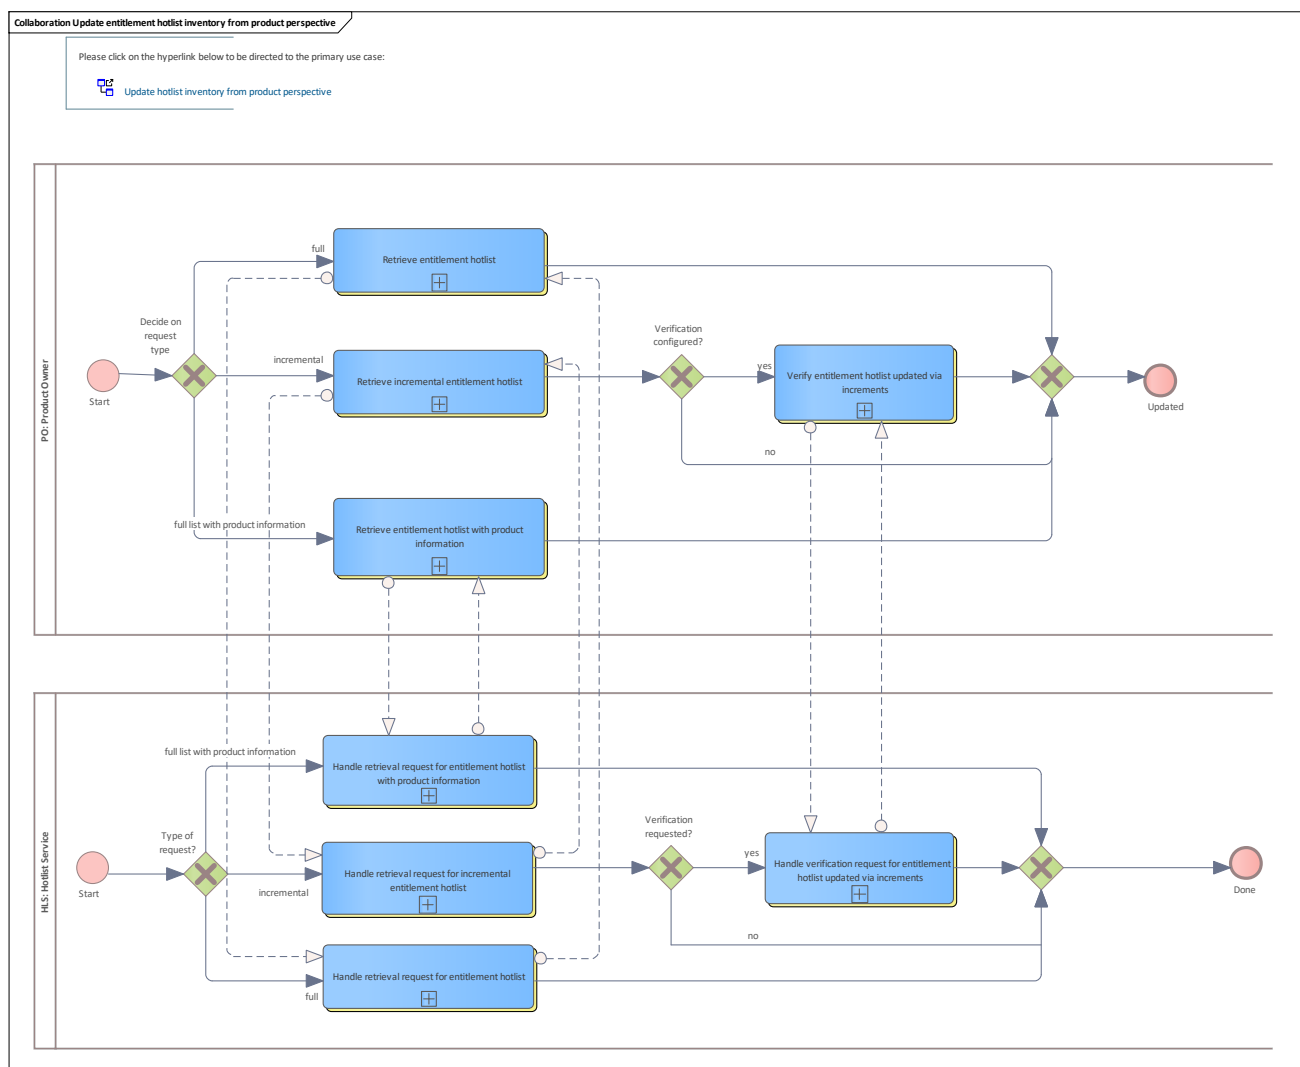 Collaboration Update entitlement hotlist inventory from product perspective
Please click on the hyperlink below to be directed to the primary use case:
Update hotlist inventory from product perspective
PO: Product Owner
Start
Decide on
request
type
full
Retrieve entitlement hotlist
incremental
Retrieve incremental entitlement hotlist
full list with product information
Retrieve entitlement hotlist with product
information
Verification
configured?
yes
no
Verify entitlement hotlist updated via
increments
Updated
HLS: Hotlist Service
Start
Type of
request?
full list with product information
Handle retrieval request for entitlement hotlist
with product information
incremental
Handle retrieval request for incremental
entitlement hotlist
full
Handle retrieval request for entitlement hotlist
Verification
requested?
yes
no
Handle verification request for entitlement
hotlist updated via increments
Done